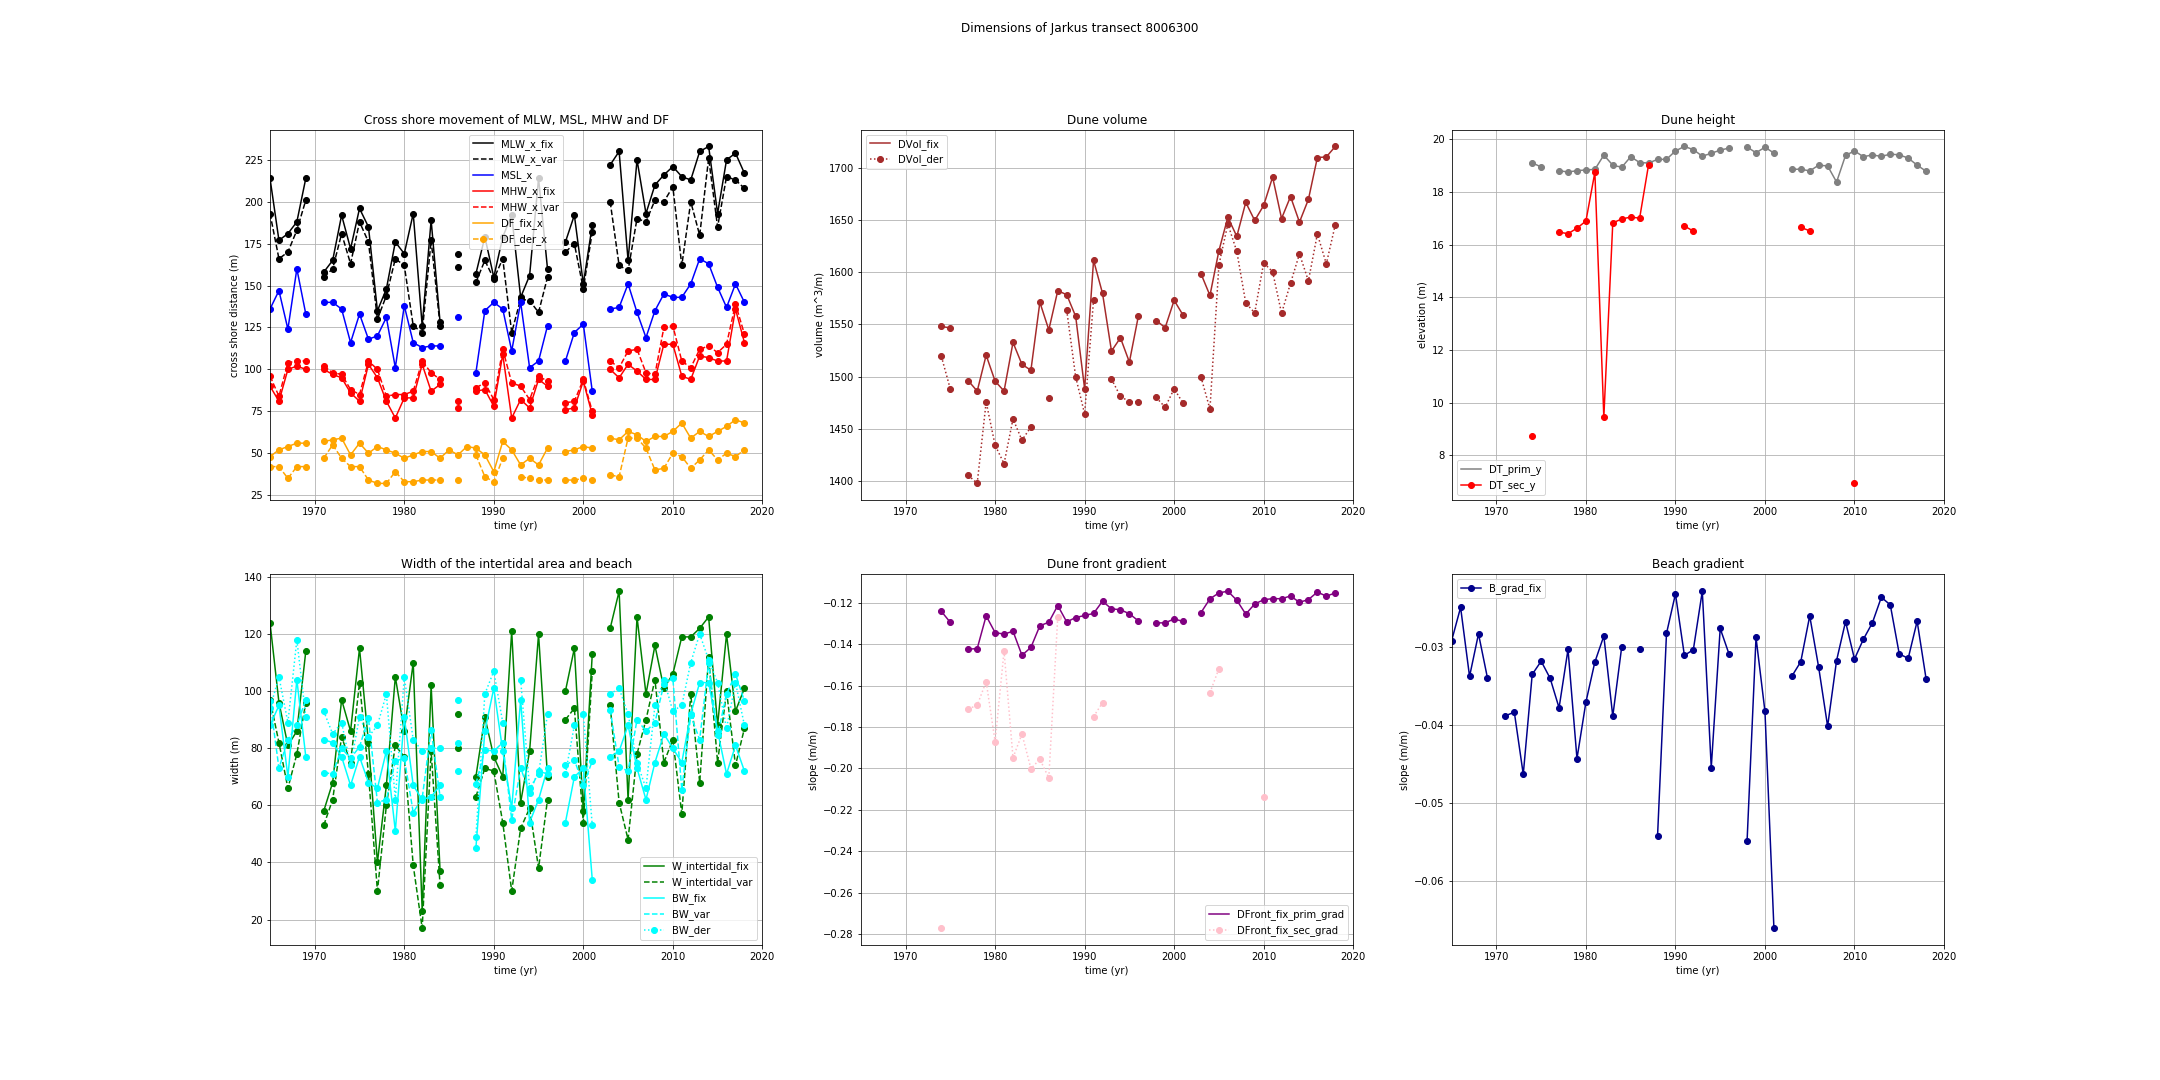 Dimensions of Jarkus transect 8006300
Cross shore movement of MLW, MSL, MHW and DF
cross shore distance (m)
225
200
175
150
125
100
75
50
25
MLW_x_fix
MLW_x_var
MSL_x
MHW_x_fix
MHW_x_var
DF_fix_x
DF_der_x
1970 1980 1990 2000 2010 2020
time (yr)
Dune volume
volume (m^3/m)
1700
1650
1600
1550
1500
1450
1400
DVol_fix
DVol_der
1970 1980 1990 2000 2010 2020
time (yr)
Dune height
elevation (m)
20
18
16
14
12
10
8
DT_prim_y
DT_sec_y
1970 1980 1990 2000 2010 2020
time (yr)
Width of the intertidal area and beach
width (m)
140
120
100
80
60
40
20
W_intertidal_fix
W_intertidal_var
BW_fix
BW_var
BW_der
1970 1980 1990 2000 2010 2020
time (yr)
Dune front gradient
slope (m/m)
−0.12
−0.14
−0.16
−0.18
−0.20
−0.22
−0.24
−0.26
−0.28
DFront_fix_prim_grad
DFront_fix_sec_grad
1970 1980 1990 2000 2010 2020
time (yr)
Beach gradient
slope (m/m)
−0.03
−0.04
−0.05
−0.06
B_grad_fix
1970 1980 1990 2000 2010 2020
time (yr)